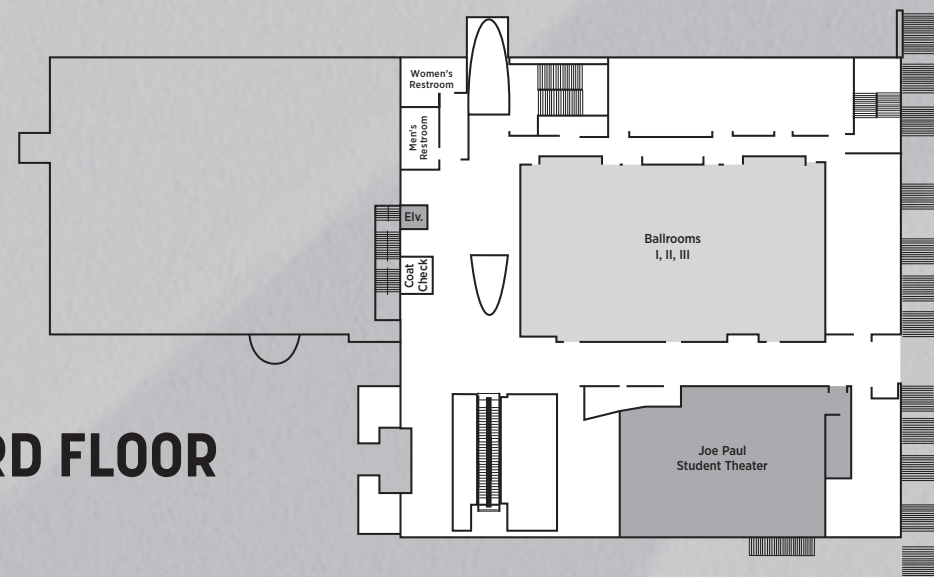 Women's
Restroom
Men's
Restroom
Elv.
Coat
Check
Ballrooms
I, II, III
RD FLOOR
Joe Paul
Student Theater